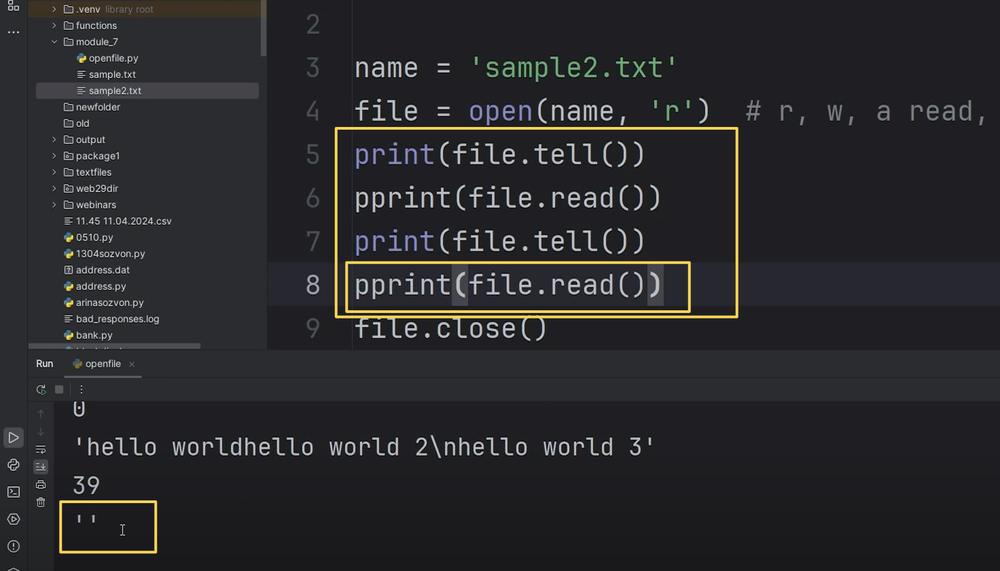 .venv library root
functions
module_7
openfile.py
sample.txt
sample2.txt
newfolder
old
output
package1
textfiles
web29dir
webinars
11.45 11.04.2024.csv
0510.py
1304sozvon.py
address.dat
address.py
arinasozvon.py
bad_responses.log
bank.py
2
3 name = 'sample2.txt'
4 file = open(name, 'r')  # r, w, a read,
5 print(file.tell())
6 pprint(file.read())
7 print(file.tell())
8 pprint(file.read())
9 file.close()
Run openfile
0
'hello worldhello world 2\nhello world 3'
39
''